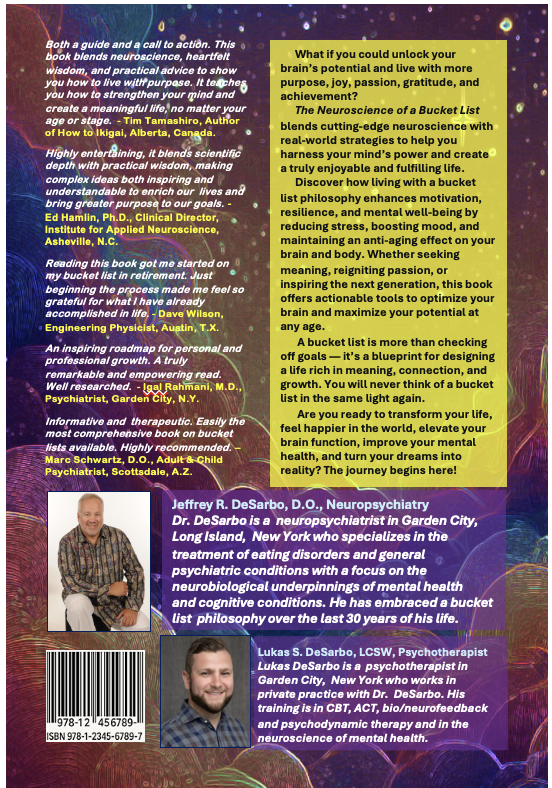 Both a guide and a call to action. This
book blends neuroscience, heartfelt
wisdom, and practical advice to show
you how to live with purpose. It teaches
you how to strengthen your mind and
create a meaningful life, no matter your
age or stage. - Tim Tamashiro, Author
of How to Ikigai, Alberta, Canada.
Highly entertaining, it blends scientific
depth with practical wisdom, making
complex ideas both inspiring and
understandable to enrich our lives and
bring greater purpose to our goals. -
Ed Hamlin, Ph.D., Clinical Director,
Institute for Applied Neuroscience,
Asheville, N.C.
Reading this book got me started on
my bucket list in retirement. Just
beginning the process made me feel so
grateful for what I have already
accomplished in life. - Dave Wilson,
Engineering Physicist, Austin, T.X.
An inspiring roadmap for personal and
professional growth. A truly
remarkable and empowering read.
Well researched. - Igal Rahmani, M.D.,
Psychiatrist, Garden City, N.Y.
Informative and therapeutic. Easily the
most comprehensive book on bucket
lists available. Highly recommended. –
Marc Schwartz, D.O., Adult & Child
Psychiatrist, Scottsdale, A.Z.
What if you could unlock your
brain's potential and live with more
purpose, joy, passion, gratitude, and
achievement?
The Neuroscience of a Bucket List
blends cutting-edge neuroscience with
real-world strategies to help you
harness your mind's power and create
a truly enjoyable and fulfilling life.
Discover how living with a bucket
list philosophy enhances motivation,
resilience, and mental well-being by
reducing stress, boosting mood, and
maintaining an anti-aging effect on your
brain and body. Whether seeking
meaning, reigniting passion, or
inspiring the next generation, this book
offers actionable tools to optimize your
brain and maximize your potential at
any age.
A bucket list is more than checking
off goals — it's a blueprint for designing
a life rich in meaning, connection, and
growth. You will never think of a bucket
list in the same light again.
Are you ready to transform your life,
feel happier in the world, elevate your
brain function, improve your mental
health, and turn your dreams into
reality? The journey begins here!
Jeffrey R. DeSarbo, D.O., Neuropsychiatry
Dr. DeSarbo is a neuropsychiatrist in Garden City,
Long Island, New York who specializes in the
treatment of eating disorders and general
psychiatric conditions with a focus on the
neurobiological underpinnings of mental health
and cognitive conditions. He has embraced a bucket
list philosophy over the last 30 years of his life.
Lukas S. DeSarbo, LCSW, Psychotherapist
Lukas DeSarbo is a psychotherapist in
Garden City, New York who works in
private practice with Dr. DeSarbo. His
training is in CBT, ACT, bio/neurofeedback
and psychodynamic therapy and in the
neuroscience of mental health.
978-12 456789-
ISBN 978-1-2345-6789-7